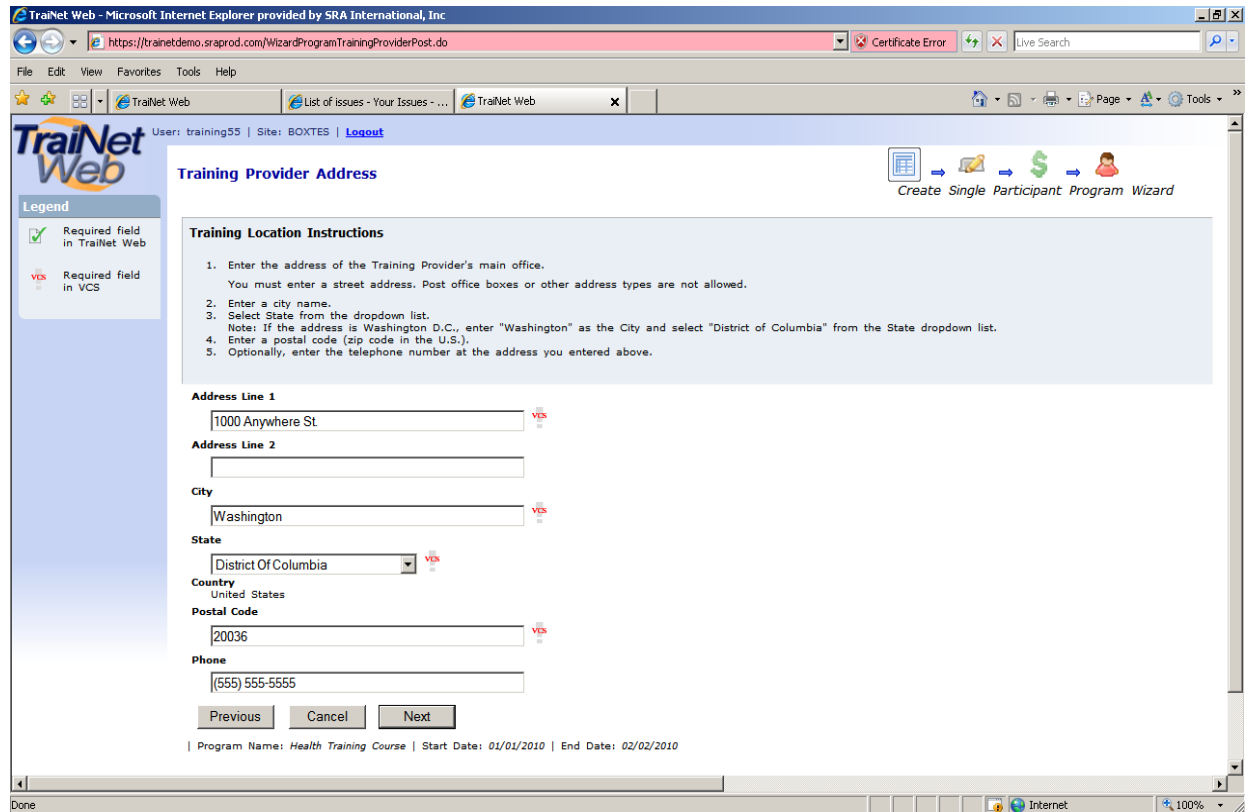 TraiNet Web - Microsoft Internet Explorer provided by SRA International, Inc
https://trainetdemo.sraprod.com/WizardProgramTrainingProviderPost.do
Certificate Error
Live Search
File Edit View Favorites Tools Help
TraiNet Web
List of issues - Your Issues - ...
TraiNet Web
Page
Tools
TraiNet Web
User: training55 | Site: BOXTES | Logout
Training Provider Address
Create Single Participant Program Wizard
Legend
Required field
in TraiNet Web
VCS
Required field
in VCS
Training Location Instructions
1. Enter the address of the Training Provider's main office.
You must enter a street address. Post office boxes or other address types are not allowed.
2. Enter a city name.
3. Select State from the dropdown list.
Note: If the address is Washington D.C., enter "Washington" as the City and select "District of Columbia" from the State dropdown list.
4. Enter a postal code (zip code in the U.S.).
5. Optionally, enter the telephone number at the address you entered above.
Address Line 1
1000 Anywhere St.
VCS
Address Line 2
City
Washington
VCS
State
District Of Columbia
VCS
Country
United States
Postal Code
20036
VCS
Phone
(555) 555-5555
Previous
Cancel
Next
| Program Name: Health Training Course | Start Date: 01/01/2010 | End Date: 02/02/2010
Done
Internet
100%